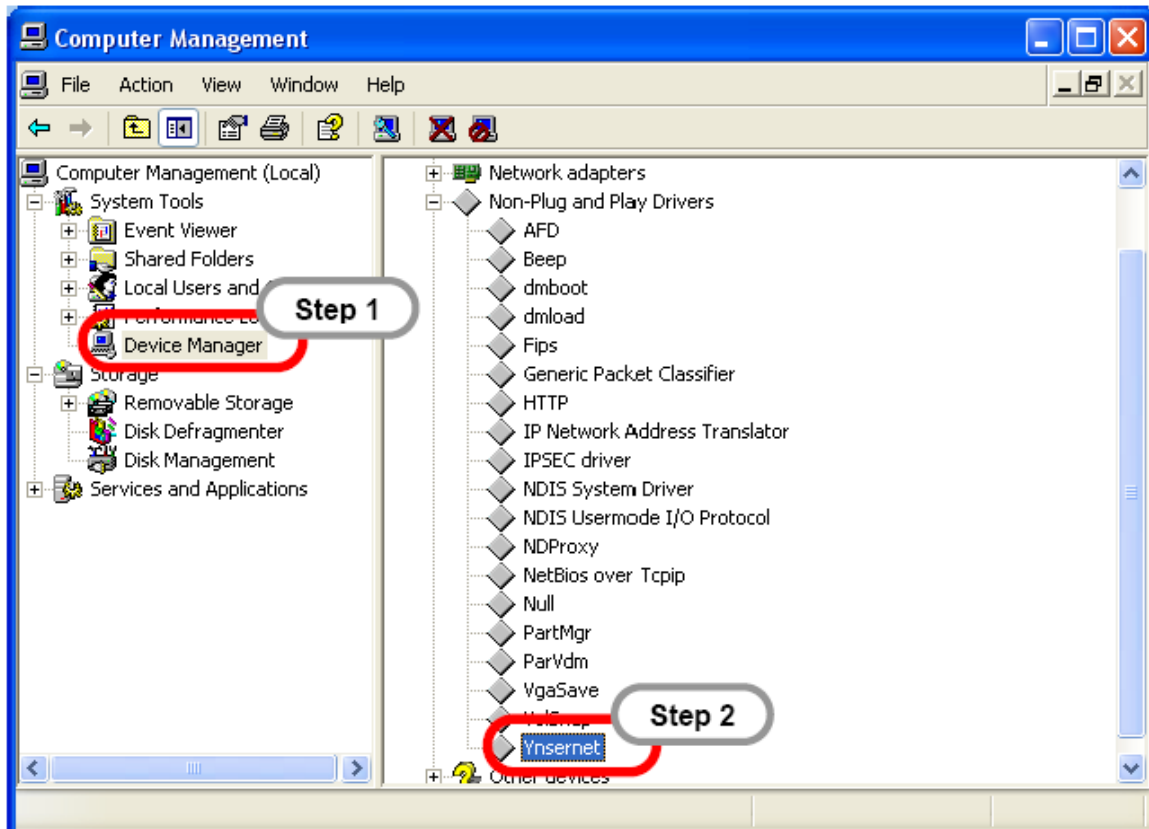 Computer Management
File Action View Window Help
Computer Management (Local)
System Tools
Event Viewer
Shared Folders
Local Users and
Step 1
Device Manager
Storage
Removable Storage
Disk Defragmenter
Disk Management
Services and Applications
Network adapters
Non-Plug and Play Drivers
AFD
Beep
dmboot
dmload
Fips
Generic Packet Classifier
HTTP
IP Network Address Translator
IPSEC driver
NDIS System Driver
NDIS Usermode I/O Protocol
NDProxy
NetBios over Tcpip
Null
PartMgr
ParVdm
VgaSave
Step 2
Ynsernet
Other devices